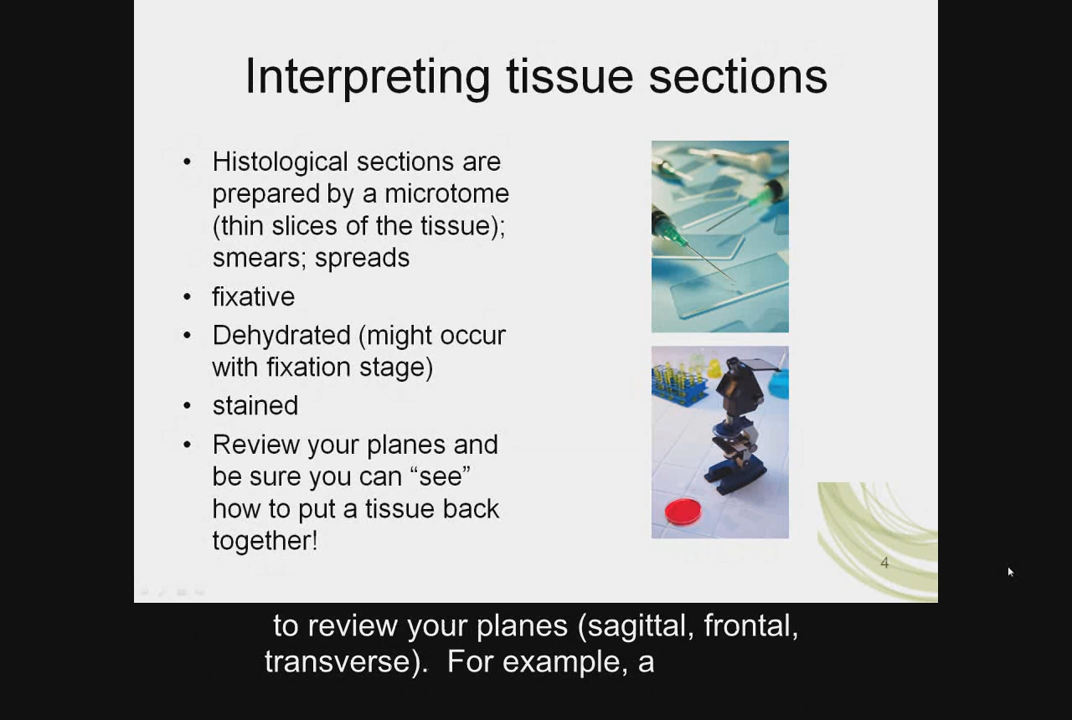 Interpreting tissue sections
• Histological sections are
prepared by a microtome
(thin slices of the tissue);
smears; spreads
• fixative
• Dehydrated (might occur
with fixation stage)
• stained
• Review your planes and
be sure you can “see”
how to put a tissue back
together!
4
to review your planes (sagittal, frontal,
transverse). For example, a